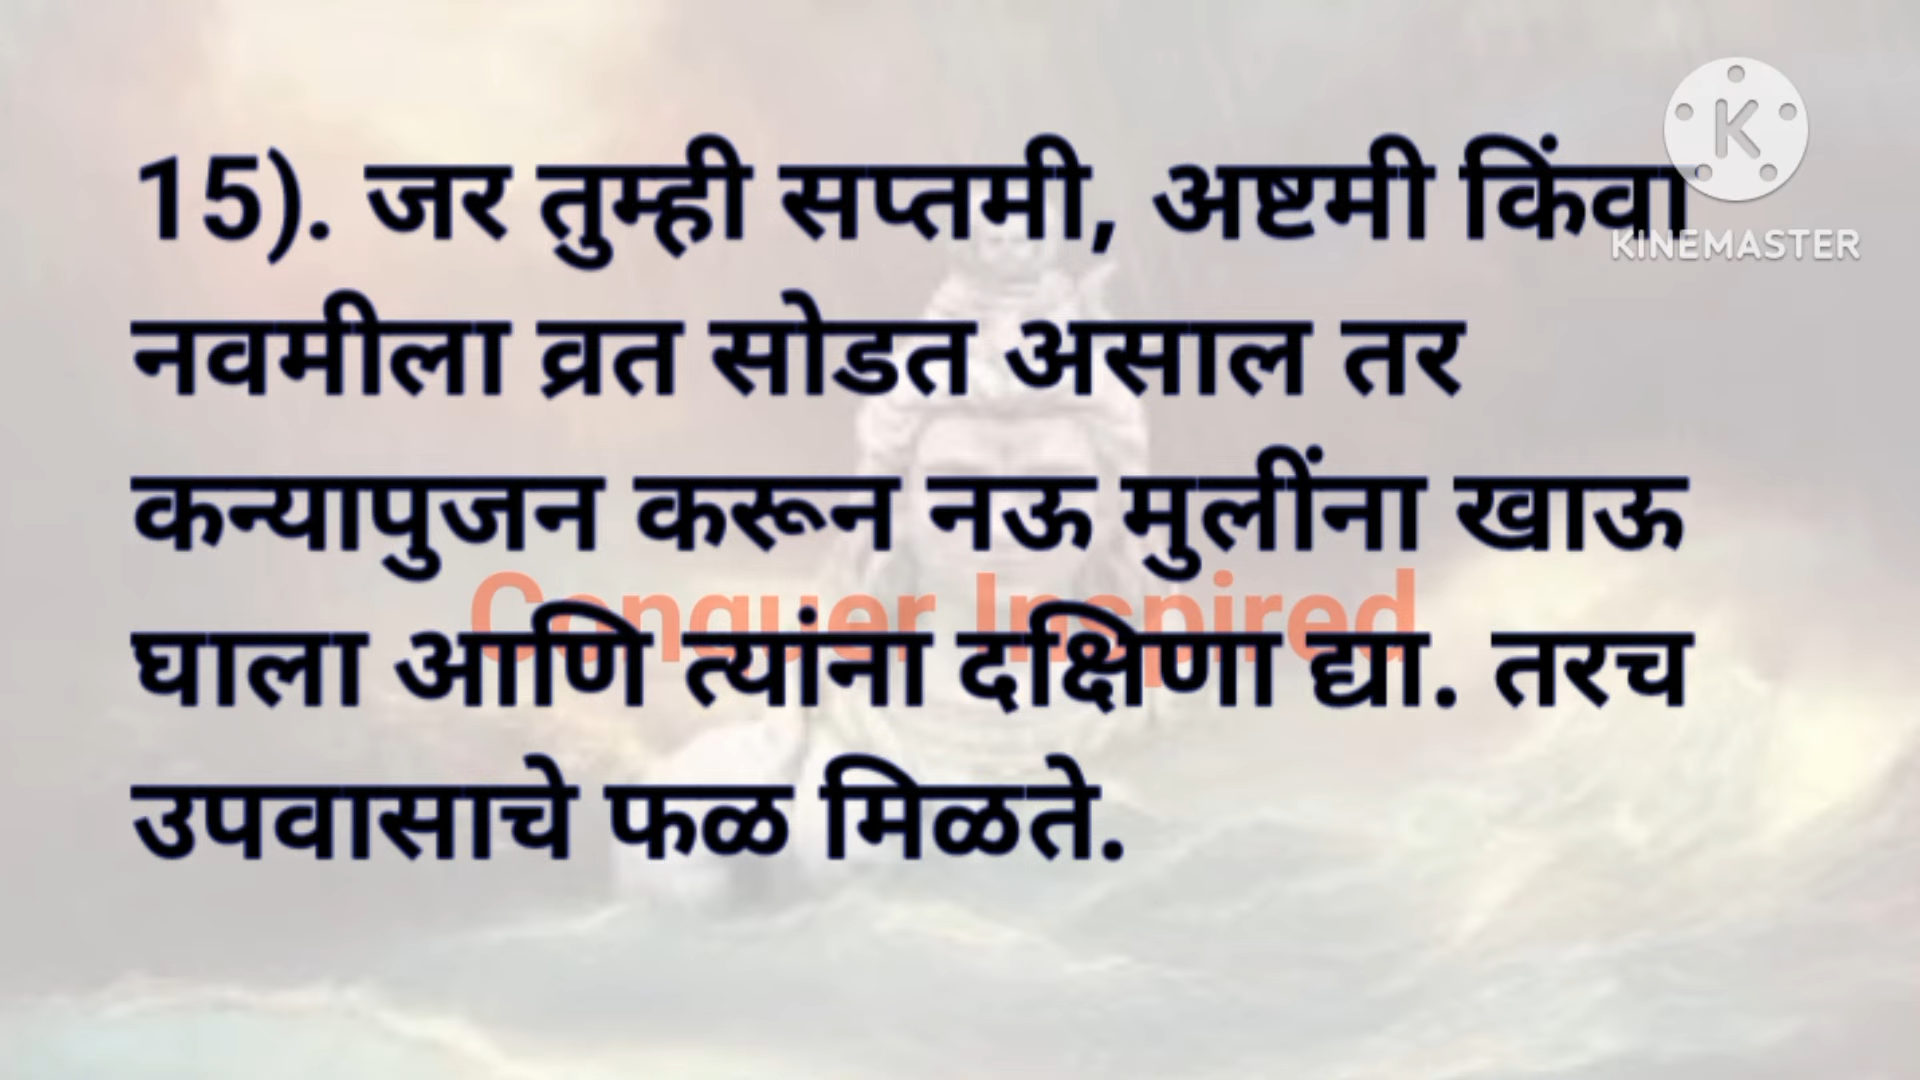 15). जर तुम्ही सप्तमी, अष्टमी किंवा
नवमीला व्रत सोडत असाल तर
कन्यापुजन करून नऊ मुलींना खाऊ
घाला आणि त्यांना दक्षिणा द्या. तरच
उपवासाचे फळ मिळते.
Conquer Inspired
K
KINEMASTER